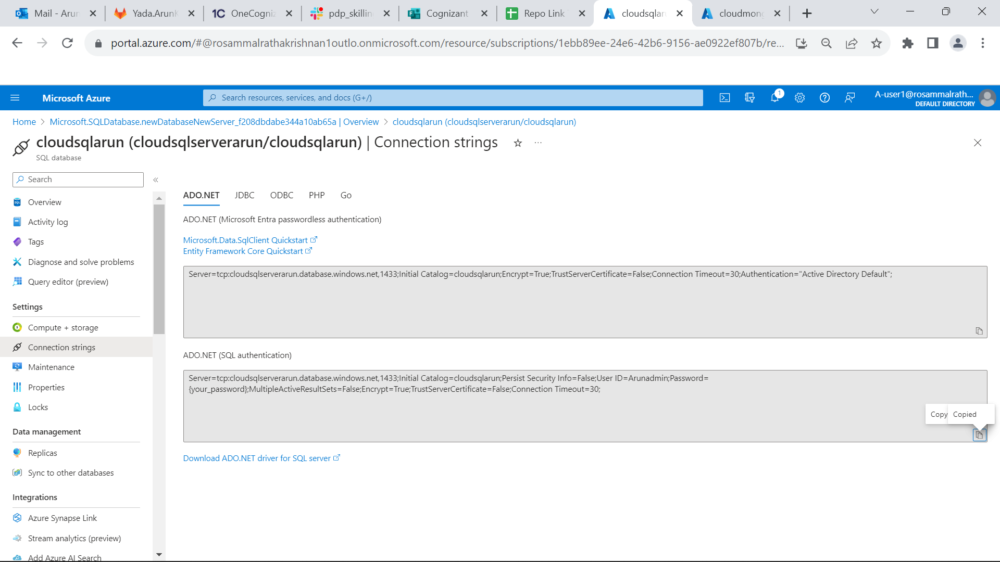 Mail - Arun
Yada.ArunK
OneCogniz
pdp_skillin
Cognizant
Repo Link
cloudsqlaru
cloudmong
portal.azure.com/#@rosammalrathakrishnan1outlo.onmicrosoft.com/resource/subscriptions/1ebb89ee-24e6-42b6-9156-ae0922ef807b/re...
Microsoft Azure
Search resources, services, and docs (G+/)
1
A-user1@rosammalrath...
DEFAULT DIRECTORY
Home > Microsoft.SQLDatabase.newDatabaseNewServer_f208dbdabe344a10ab65a | Overview > cloudsqlarun (cloudsqlserverarun/cloudsqlarun)
cloudsqlarun (cloudsqlserverarun/cloudsqlarun) | Connection strings
SQL database
Search
Overview
Activity log
Tags
Diagnose and solve problems
Query editor (preview)
Settings
Compute + storage
Connection strings
Maintenance
Properties
Locks
Data management
Replicas
Sync to other databases
Integrations
Azure Synapse Link
Stream analytics (preview)
Add Azure AI Search
ADO.NET JDBC ODBC PHP Go
ADO.NET (Microsoft Entra passwordless authentication)
Microsoft.Data.SqlClient Quickstart
Entity Framework Core Quickstart
Server=tcp:cloudsqlserverarun.database.windows.net,1433;Initial Catalog=cloudsqlarun;Encrypt=True;TrustServerCertificate=False;Connection Timeout=30;Authentication="Active Directory Default";
ADO.NET (SQL authentication)
Server=tcp:cloudsqlserverarun.database.windows.net,1433;Initial Catalog=cloudsqlarun;Persist Security Info=False;User ID=Arunadmin;Password=
{your_password};MultipleActiveResultSets=False;Encrypt=True;TrustServerCertificate=False;Connection Timeout=30;
Copy
Copied
Download ADO.NET driver for SQL server